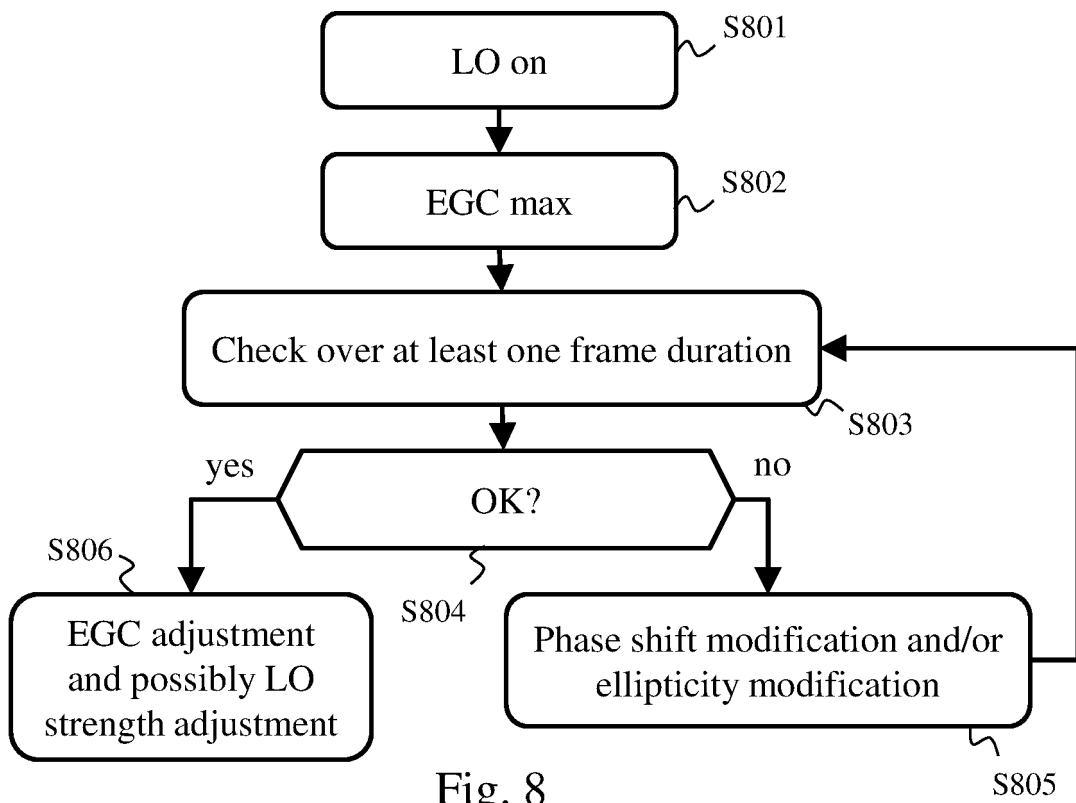 S801
LO on
S802
EGC max
Check over at least one frame duration
S803
yes
no
OK?
S806
S804
EGC adjustment
and possibly LO
strength adjustment
Phase shift modification and/or
ellipticity modification
S805
Fig. 8